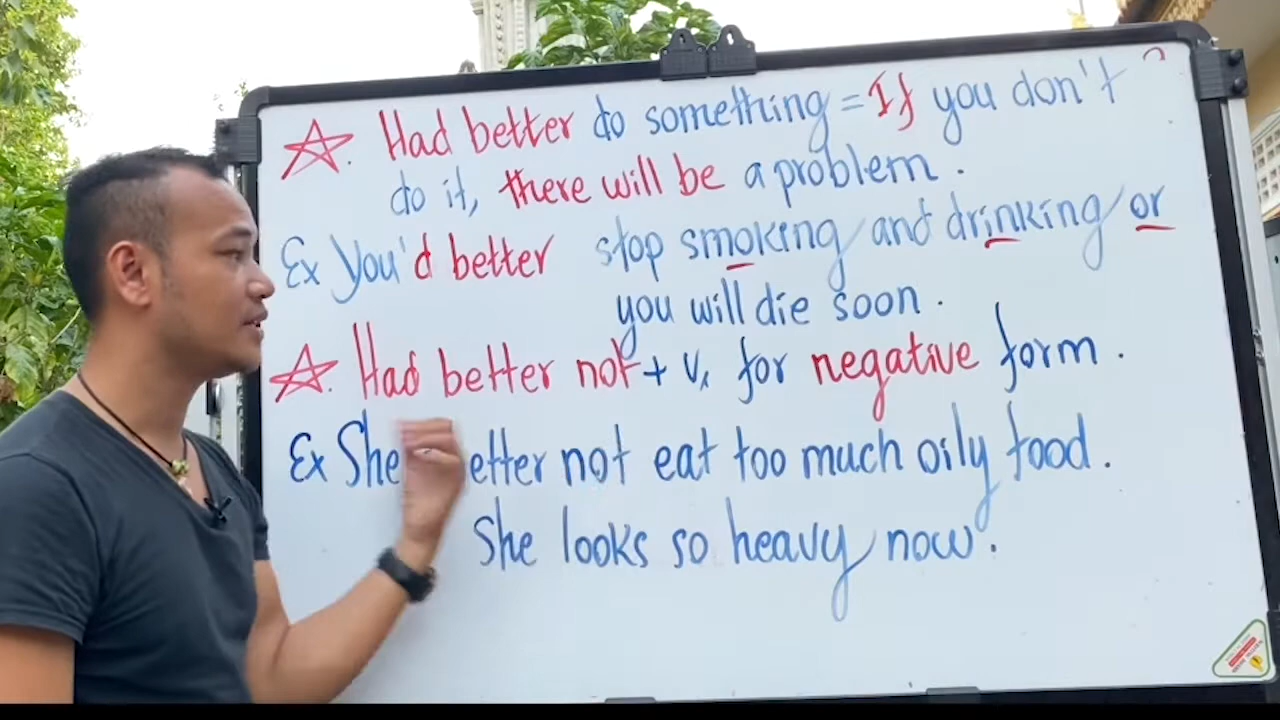 Had better do something = If you don't
do it, there will be a problem.
Ex You'd better stop smoking and drinking or
you will die soon.
Had better not + V1 for negative form.
Ex She etter not eat too much oily food.
She looks so heavy now.